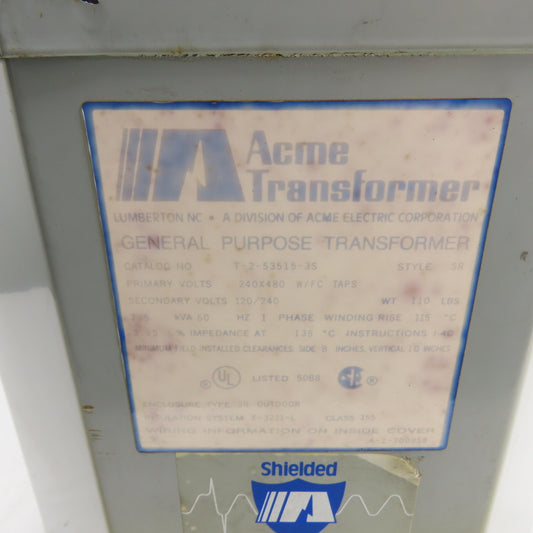 Acme
Transformer
LUMBERTON NC • A DIVISION OF ACME ELECTRIC CORPORATION
GENERAL PURPOSE TRANSFORMER
CATALOG NO T-2-53515-3S STYLE SR
PRIMARY VOLTS 240X480 W/FC TAPS
SECONDARY VOLTS 120/240 WT 110 LBS
kVA 60 HZ 1 PHASE WINDING RISE 115 °C
% IMPEDANCE AT 135 °C INSTRUCTIONS
MINIMUM FIELD INSTALLED CLEARANCES: SIDE INCHES, VERTICAL INCHES
UL ® LISTED 50B8 ®
ENCLOSURE TYPE 3R OUTDOOR
INSULATION SYSTEM CLASS
WIRING INFORMATION ON INSIDE COVER
Shielded